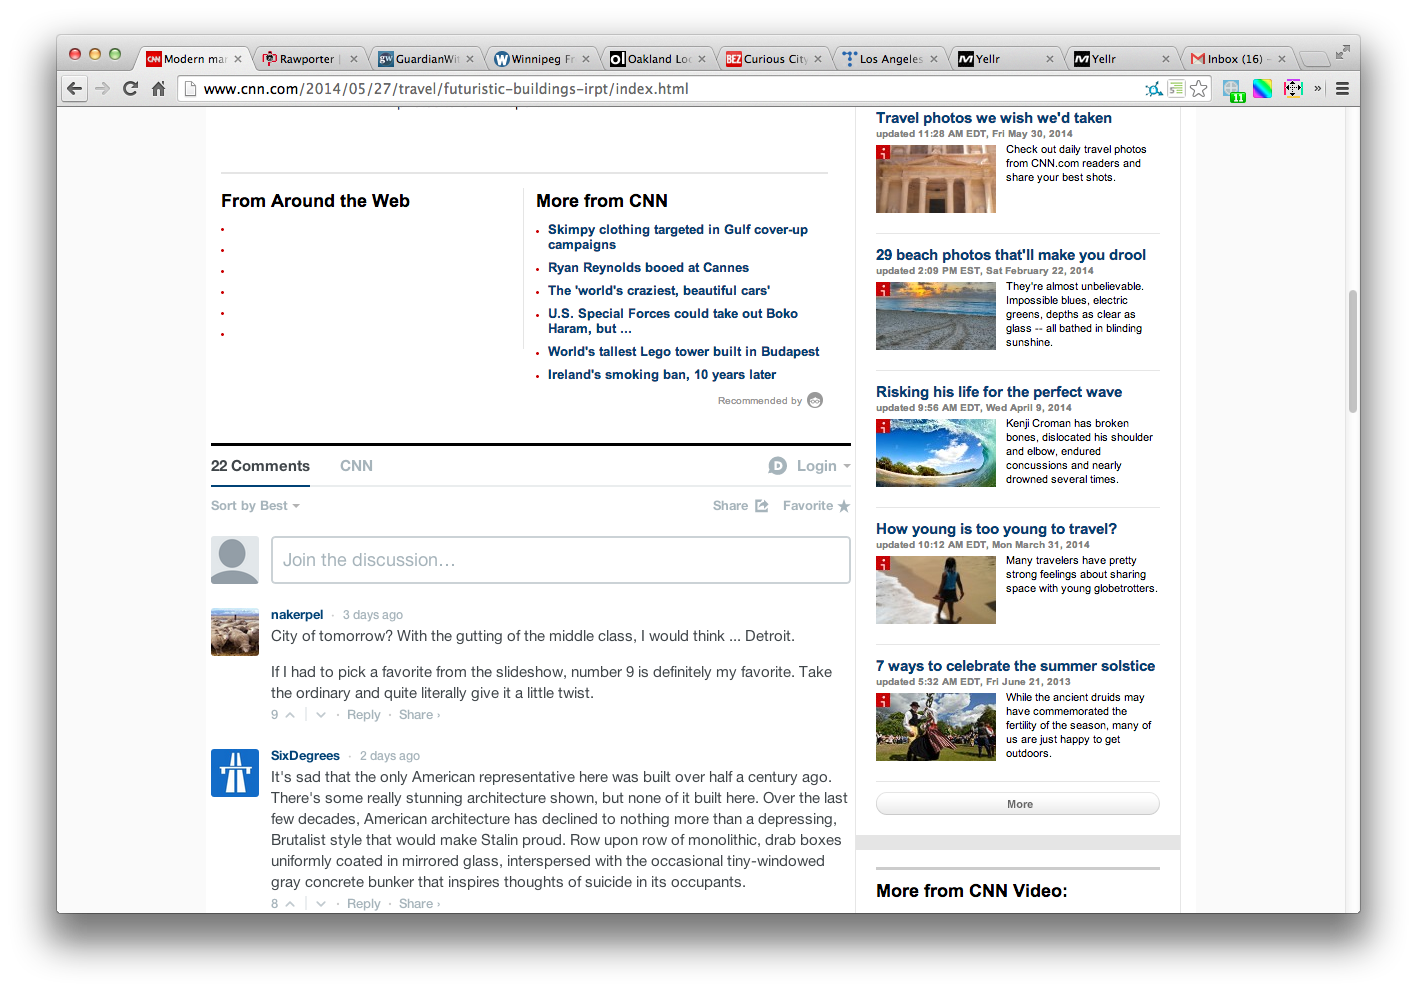 Modern mar
Rawporter |
GuardianWit
Winnipeg Fr
Oakland Loc
BEZ Curious City
Los Angeles
Yellr
Yellr
Inbox (16) -
www.cnn.com/2014/05/27/travel/futuristic-buildings-irpt/index.html
11
»
From Around the Web
More from CNN
Skimpy clothing targeted in Gulf cover-up
campaigns
Ryan Reynolds booed at Cannes
The 'world's craziest, beautiful cars'
U.S. Special Forces could take out Boko
Haram, but ...
World's tallest Lego tower built in Budapest
Ireland's smoking ban, 10 years later
Recommended by
22 Comments
CNN
Login
Sort by Best
Share
Favorite
Join the discussion...
nakerpel · 3 days ago
City of tomorrow? With the gutting of the middle class, I would think ... Detroit.
If I had to pick a favorite from the slideshow, number 9 is definitely my favorite. Take
the ordinary and quite literally give it a little twist.
9 · Reply · Share ›
SixDegrees · 2 days ago
It's sad that the only American representative here was built over half a century ago.
There's some really stunning architecture shown, but none of it built here. Over the last
few decades, American architecture has declined to nothing more than a depressing,
Brutalist style that would make Stalin proud. Row upon row of monolithic, drab boxes
uniformly coated in mirrored glass, interspersed with the occasional tiny-windowed
gray concrete bunker that inspires thoughts of suicide in its occupants.
8 · Reply · Share ›
Travel photos we wish we'd taken
updated 11:28 AM EDT, Fri May 30, 2014
Check out daily travel photos
from CNN.com readers and
share your best shots.
29 beach photos that'll make you drool
updated 2:09 PM EST, Sat February 22, 2014
They're almost unbelievable.
Impossible blues, electric
greens, depths as clear as
glass -- all bathed in blinding
sunshine.
Risking his life for the perfect wave
updated 9:56 AM EDT, Wed April 9, 2014
Kenji Croman has broken
bones, dislocated his shoulder
and elbow, endured
concussions and nearly
drowned several times.
How young is too young to travel?
updated 10:12 AM EDT, Mon March 31, 2014
Many travelers have pretty
strong feelings about sharing
space with young globetrotters.
7 ways to celebrate the summer solstice
updated 5:32 AM EDT, Fri June 21, 2013
While the ancient druids may
have commemorated the
fertility of the season, many of
us are just happy to get
outdoors.
More
More from CNN Video: